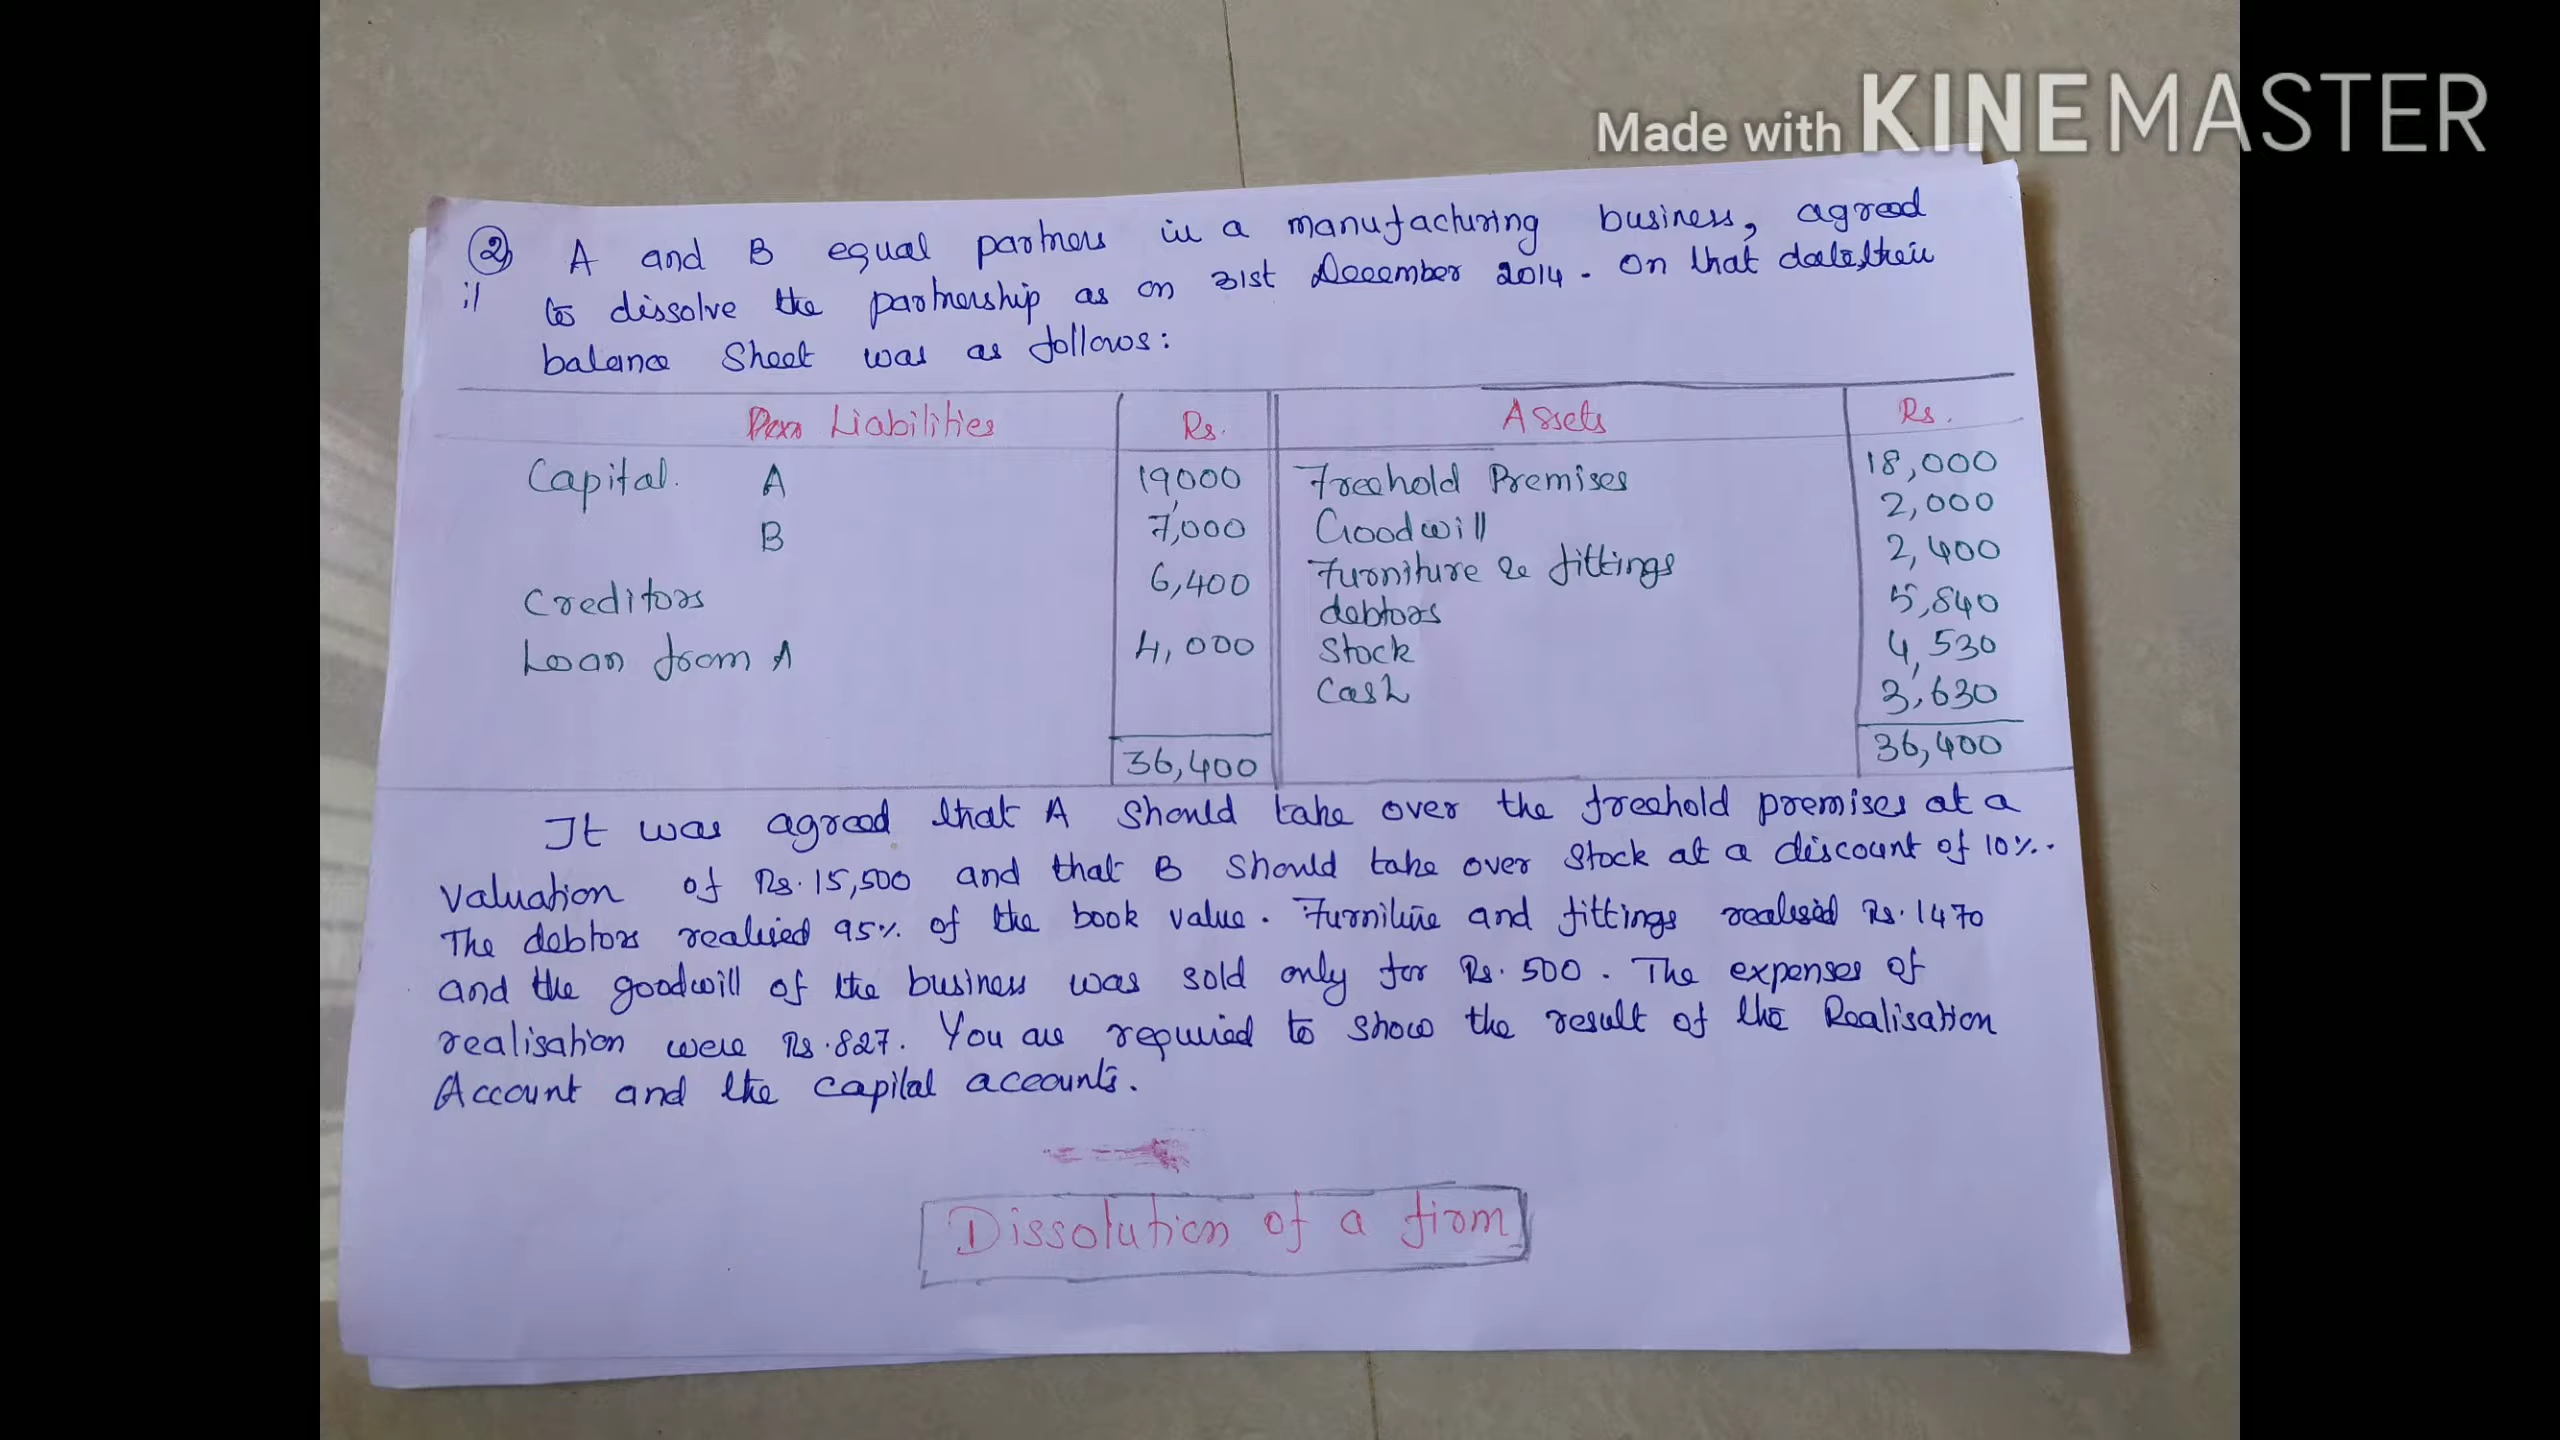 Made with KINEMASTER
② A and B equal partners in a manufacturing business, agreed
to dissolve the partnership as on 31st December 2014. On that date, their
balance Sheet was as follows:
Liabilities Rs. Assets Rs.
Capital. A 19,000 Freehold Premises 18,000
B 7,000 Goodwill 2,000
Creditors 6,400 Furniture & fittings 2,400
Loan from A 4,000 debtors 5,840
Stock 4,530
Cash 3,630
36,400 36,400
It was agreed that A should take over the freehold premises at a
valuation of Rs. 15,500 and that B should take over stock at a discount of 10%.
The debtors realised 95% of the book value. Furniture and fittings realised Rs. 1470
and the goodwill of the business was sold only for Rs. 500. The expenses of
realisation were Rs. 827. You are required to show the result of the Realisation
Account and the capital accounts.
Dissolution of a firm